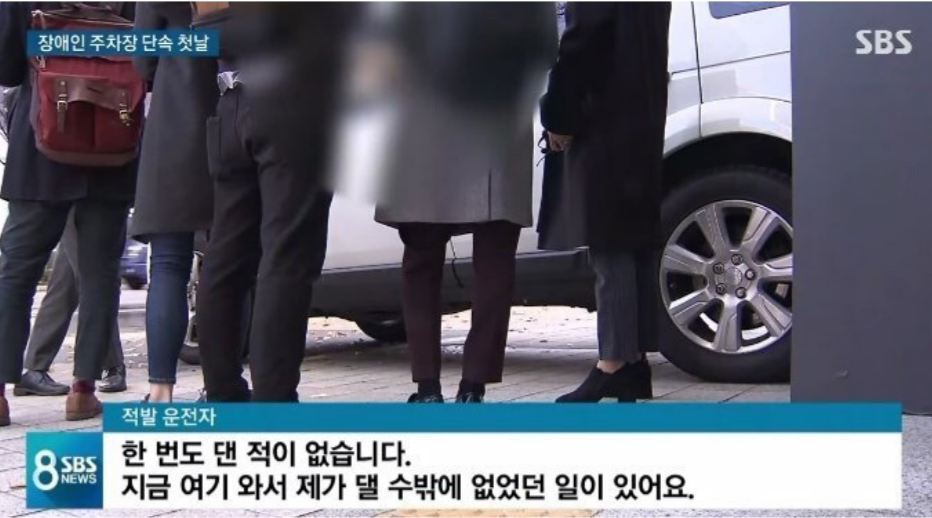 장애인 주차장 단속 첫날
SBS
적발 운전자
8 SBS NEWS
한 번도 댄 적이 없습니다.
지금 여기 와서 제가 댈 수밖에 없었던 일이 있어요.